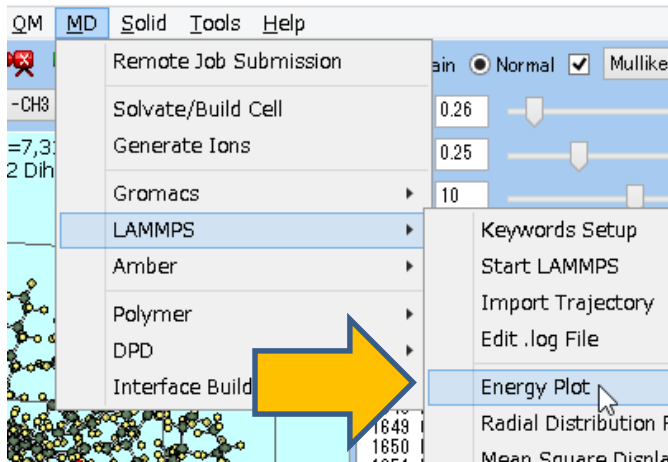 QM MD Solid Tools Help
Remote Job Submission
ain Normal Mullike
-CH3
Solvate/Build Cell
0.26
=7,3
Generate Ions
0.25
2 Dih
Gromacs
10
LAMMPS
Keywords Setup
Amber
Start LAMMPS
Import Trajectory
Polymer
Edit .log File
DPD
Interface Build
Energy Plot
1649
Radial Distribution F
1650
Mean Square Displa